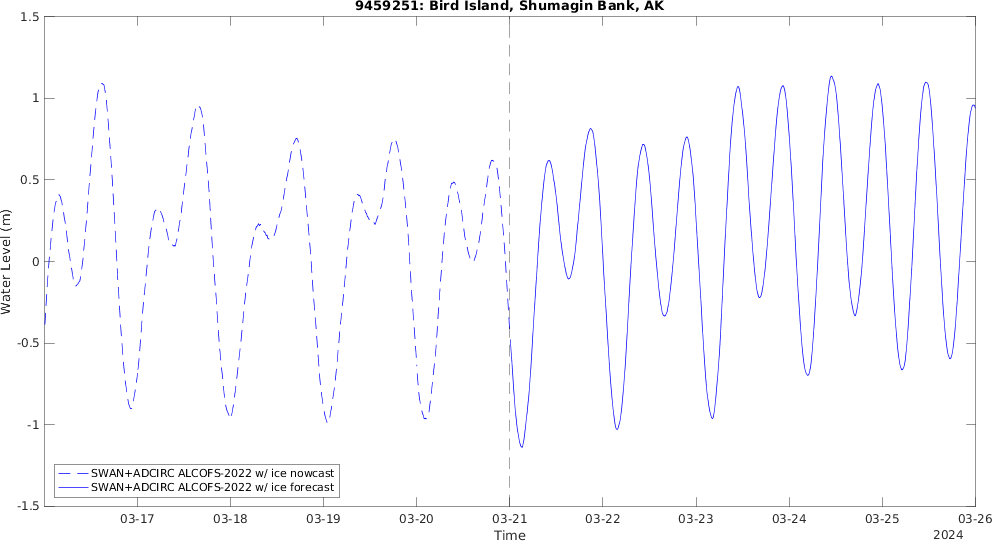 9459251: Bird Island, Shumagin Bank, AK
1.5
1
0.5
0
-0.5
-1
-1.5
Water Level (m)
SWAN+ADCIRC ALCOFS-2022 w/ ice nowcast
SWAN+ADCIRC ALCOFS-2022 w/ ice forecast
03-17 03-18 03-19 03-20 03-21 03-22 03-23 03-24 03-25 03-26
Time
2024